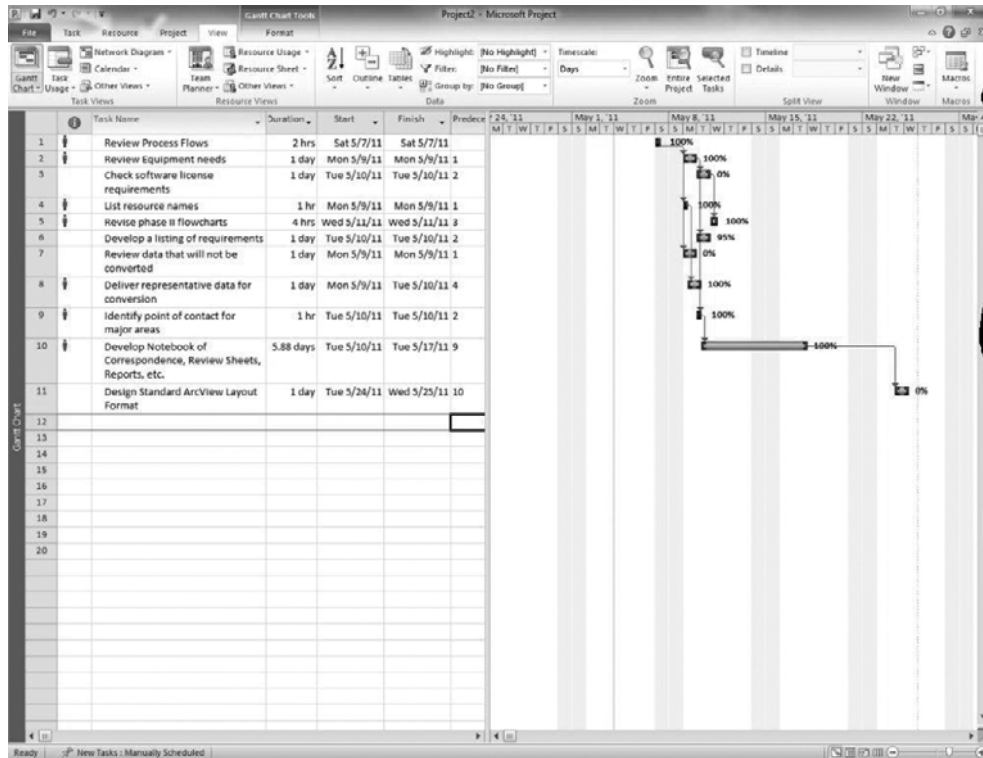 Gantt Chart Tools
Project2 - Microsoft Project
File Task Resource Project View Format
Network Diagram
Calendar
Other Views
Gantt Chart
Task Usage
Task Views
Team Planner
Resource Usage
Resource Sheet
Other Views
Resource Views
Sort Outline Tables
Highlight: [No Highlight]
Filter: [No Filter]
Group by: [No Group]
Data
Timescale:
Days
Zoom Entire Project Selected Tasks
Zoom
Timeline
Details
Split View
New Window
Window
Macros
Macros
Task Name Duration Start Finish Predece
24, '11 May 1, '11 May 8, '11 May 15, '11 May 22, '11
M T W T F S S M T W T F S S M T W T F S S M T W T F S S M T W T F S S
1 Review Process Flows 2 hrs Sat 5/7/11 Sat 5/7/11 100%
2 Review Equipment needs 1 day Mon 5/9/11 Mon 5/9/11 1 100%
3 Check software license 1 day Tue 5/10/11 Tue 5/10/11 2 0%
requirements
4 List resource names 1 hr Mon 5/9/11 Mon 5/9/11 1 100%
5 Revise phase II flowcharts 4 hrs Wed 5/11/11 Wed 5/11/11 3 100%
6 Develop a listing of requirements 1 day Tue 5/10/11 Tue 5/10/11 2 95%
7 Review data that will not be 1 day Mon 5/9/11 Mon 5/9/11 1 0%
converted
8 Deliver representative data for 1 day Mon 5/9/11 Tue 5/10/11 4 100%
conversion
9 Identify point of contact for 1 hr Tue 5/10/11 Tue 5/10/11 2 100%
major areas
10 Develop Notebook of 5.88 days Tue 5/10/11 Tue 5/17/11 9 100%
Correspondence, Review Sheets,
Reports, etc.
11 Design Standard ArcView Layout 1 day Tue 5/24/11 Wed 5/25/11 10 0%
Format
12
13
14
15
16
17
18
19
20
Gantt Chart
Ready New Tasks : Manually Scheduled